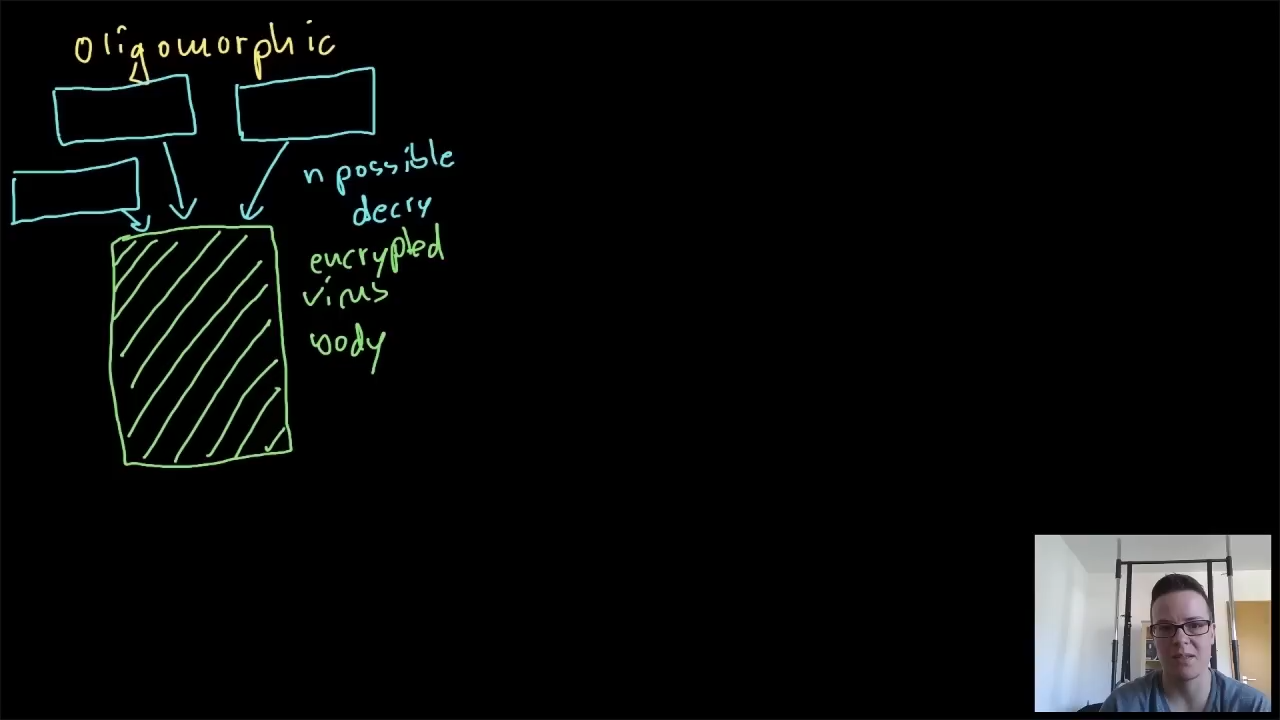 oligomorphic
n possible
decry
encrypted
virus
body